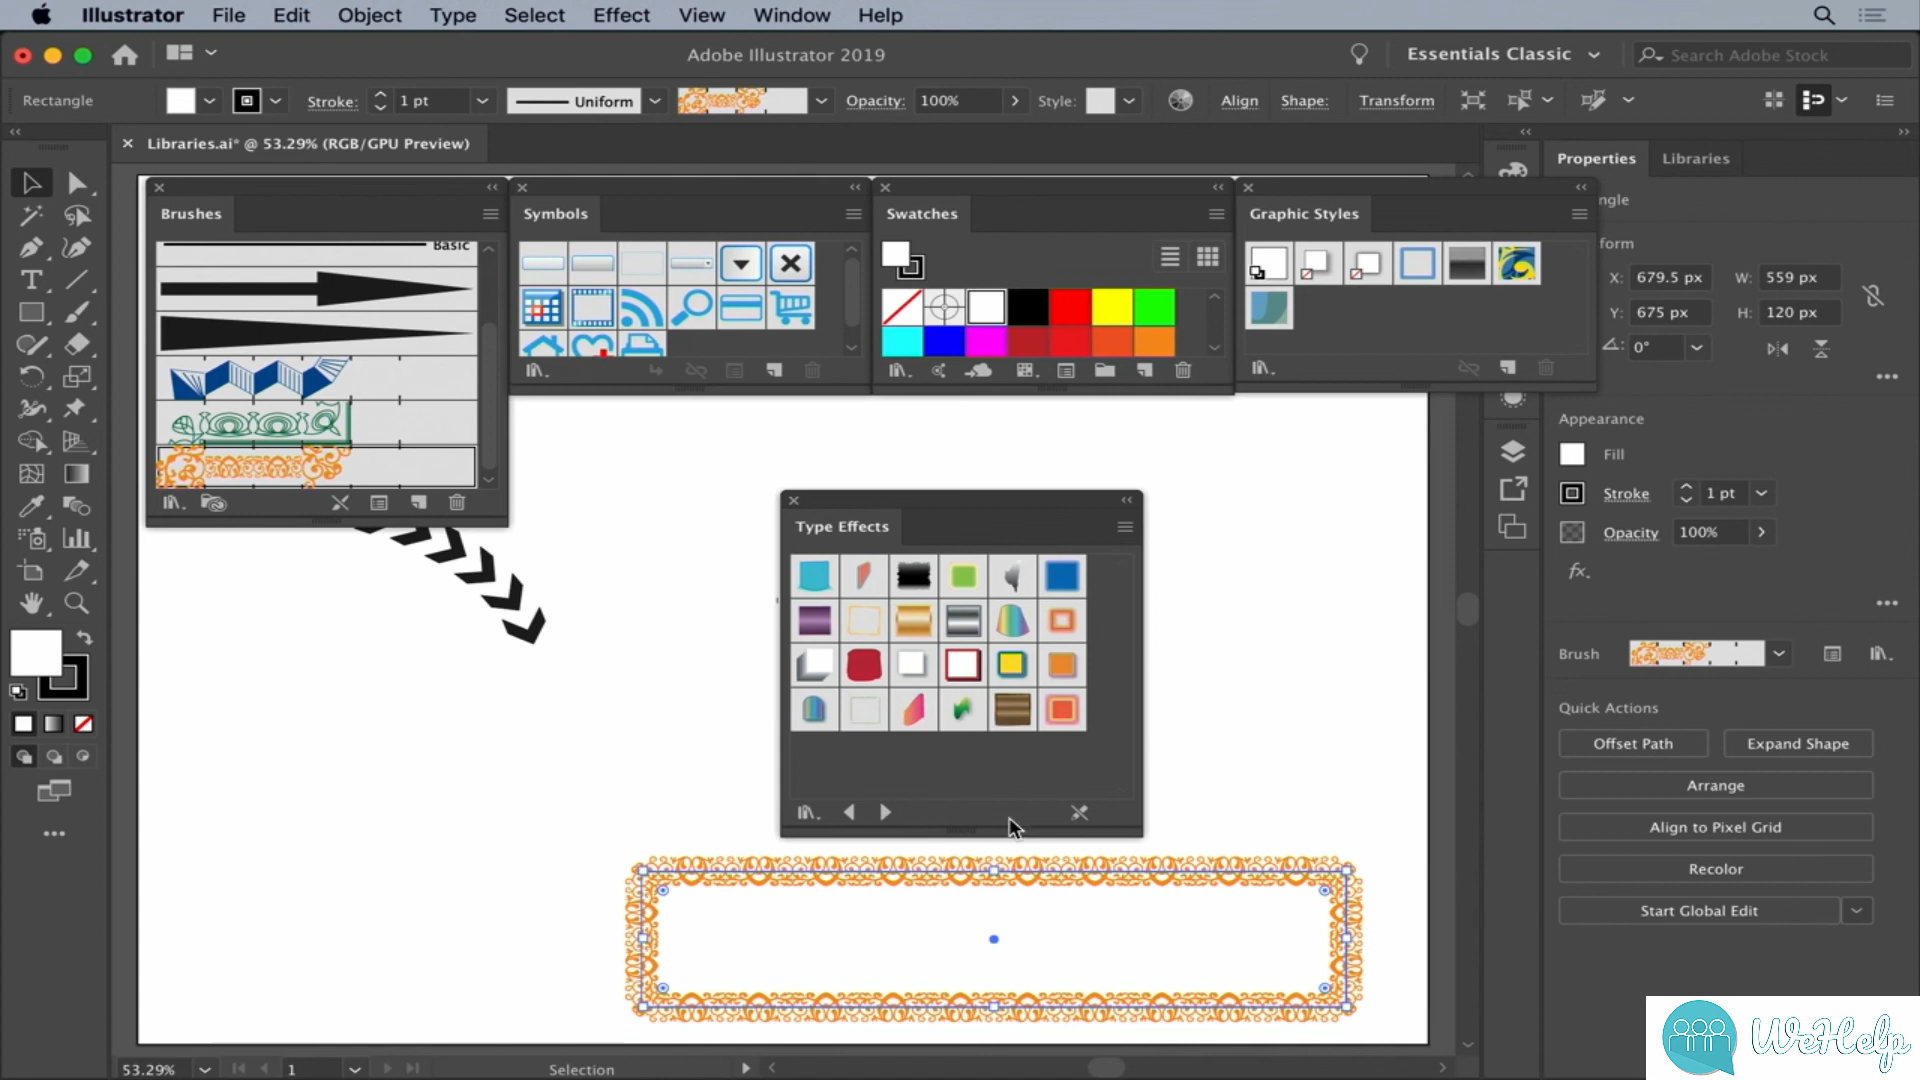 Illustrator File Edit Object Type Select Effect View Window Help
Adobe Illustrator 2019
Essentials Classic
Search Adobe Stock
Rectangle
Stroke: 1 pt
Uniform
Opacity: 100%
Style:
Align
Shape:
Transform
Libraries.ai* @ 53.29% (RGB/GPU Preview)
Properties
Libraries
Brushes
Symbols
Swatches
Graphic Styles
ngle
Basic
form
X: 679.5 px
W: 559 px
Y: 675 px
H: 120 px
0°
Appearance
Fill
Stroke
1 pt
Opacity
100%
fx.
Type Effects
Brush
Quick Actions
Offset Path
Expand Shape
Arrange
Align to Pixel Grid
Recolor
Start Global Edit
53.29%
1
Selection
WeHelp